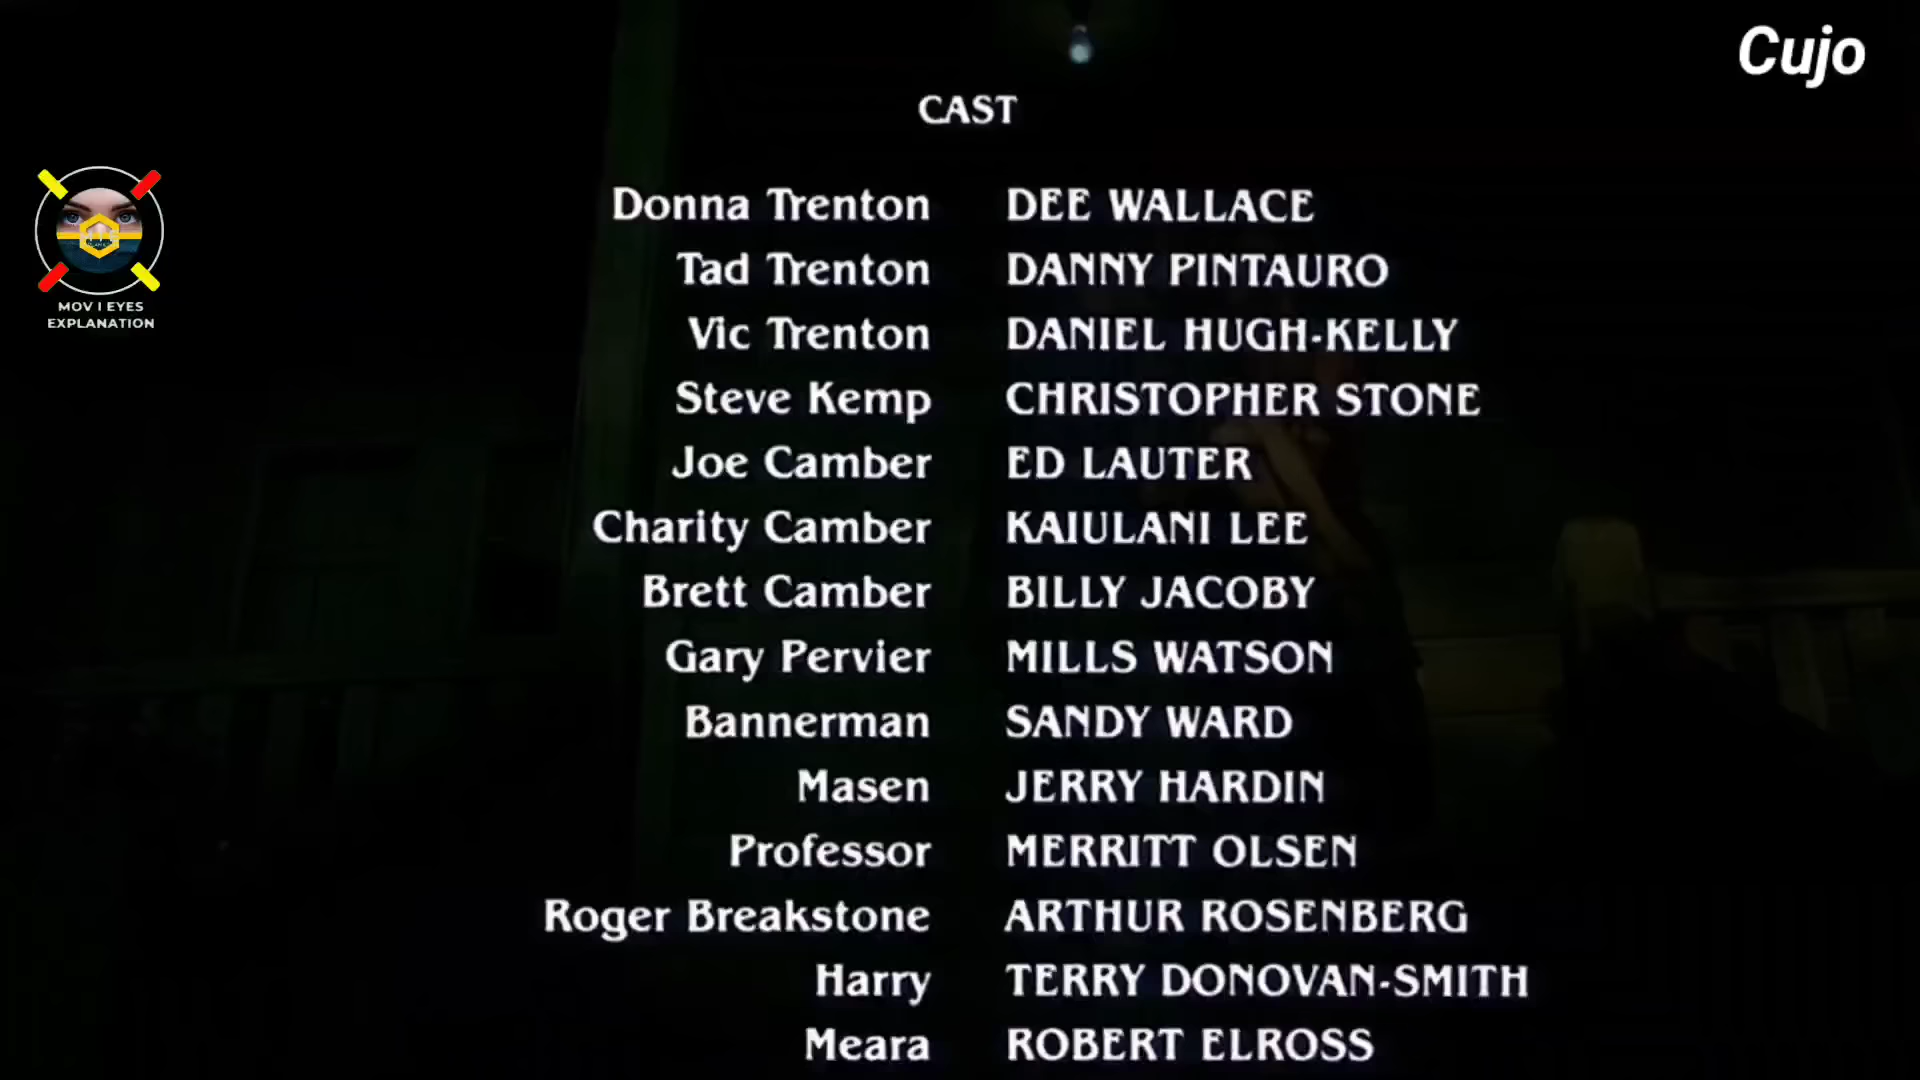 Cujo
CAST
Donna Trenton DEE WALLACE
Tad Trenton DANNY PINTAURO
Vic Trenton DANIEL HUGH-KELLY
Steve Kemp CHRISTOPHER STONE
Joe Camber ED LAUTER
Charity Camber KAIULANI LEE
Brett Camber BILLY JACOBY
Gary Pervier MILLS WATSON
Bannerman SANDY WARD
Masen JERRY HARDIN
Professor MERRITT OLSEN
Roger Breakstone ARTHUR ROSENBERG
Harry TERRY DONOVAN-SMITH
Meara ROBERT ELROSS
MOV I EYES
EXPLANATION